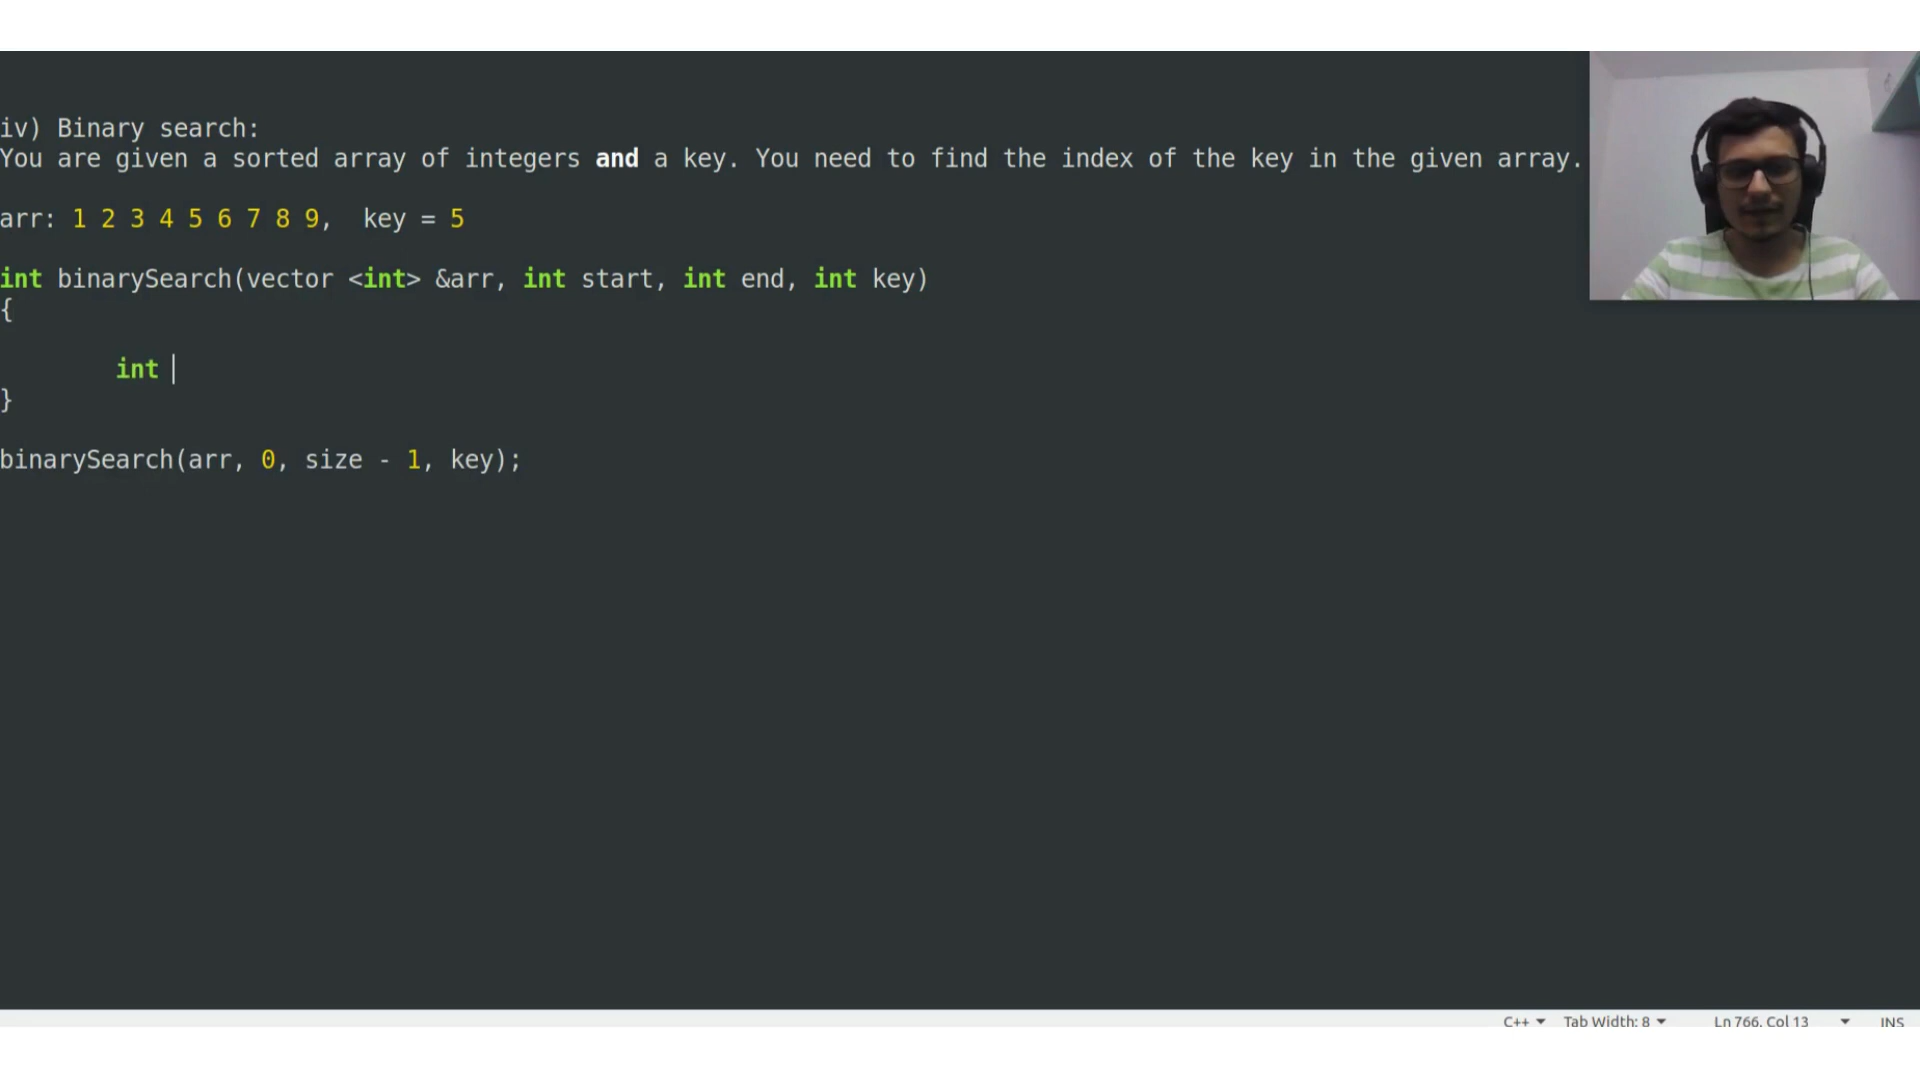 iv) Binary search:
You are given a sorted array of integers and a key. You need to find the index of the key in the given array.
arr: 1 2 3 4 5 6 7 8 9,  key = 5
int binarySearch(vector <int> &arr, int start, int end, int key)
{
int
}
binarySearch(arr, 0, size - 1, key);
C++ Tab Width: 8 Ln 766, Col 13 INS